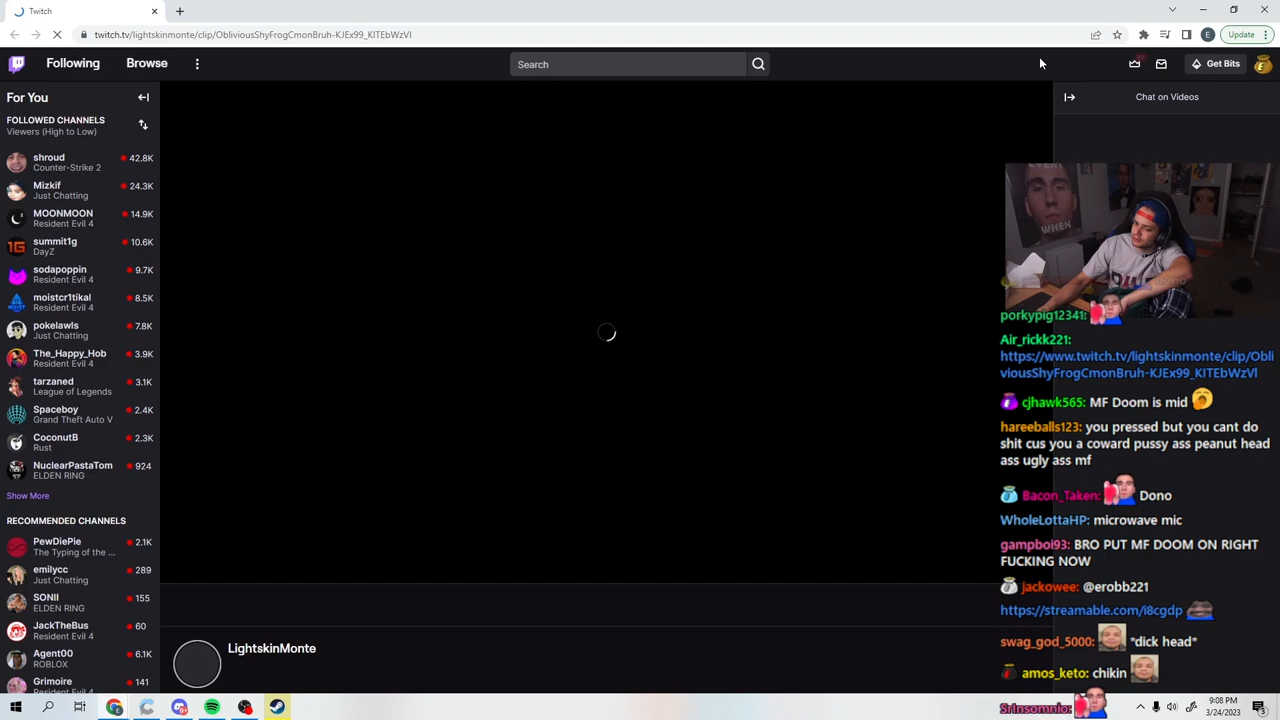 Twitch
twitch.tv/lightskinmonte/clip/ObliviousShyFrogCmonBruh-KJEx99_KlTEbWzVl
E
Update
Following
Browse
Search
Get Bits
For You
FOLLOWED CHANNELS
Viewers (High to Low)
shroud 42.8K
Counter-Strike 2
Mizkif 24.3K
Just Chatting
MOONMOON 14.9K
Resident Evil 4
summit1g 10.6K
DayZ
sodapoppin 9.7K
Resident Evil 4
moistcr1tikal 8.5K
Resident Evil 4
pokelawls 7.8K
Just Chatting
The_Happy_Hob 3.9K
Resident Evil 4
tarzaned 3.1K
League of Legends
Spaceboy 2.4K
Grand Theft Auto V
CoconutB 2.3K
Rust
NuclearPastaTom 924
ELDEN RING
Show More
RECOMMENDED CHANNELS
PewDiePie 2.1K
The Typing of the ...
emilycc 289
Just Chatting
SONII 155
ELDEN RING
JackTheBus 60
Resident Evil 4
Agent00 6.1K
ROBLOX
Grimoire 141
LightskinMonte
Chat on Videos
WHEN
Dono
porkypig12341:
Air_rickk221:
https://www.twitch.tv/lightskinmonte/clip/Obli
viousShyFrogCmonBruh-KJEx99_KlTEbWzVl
cjhawk565: MF Doom is mid
hareeballs123: you pressed but you cant do
shit cus you a coward pussy ass peanut head
ass ugly ass mf
Bacon_Taken: Dono
WholeLottaHP: microwave mic
gampboi93: BRO PUT MF DOOM ON RIGHT
FUCKING NOW
jackowee: @erobb221
https://streamable.com/i8cgdp
swag_god_5000: *dick head*
amos_keto: chikin
SrInsomnio:
9:08 PM
3/24/2023
3